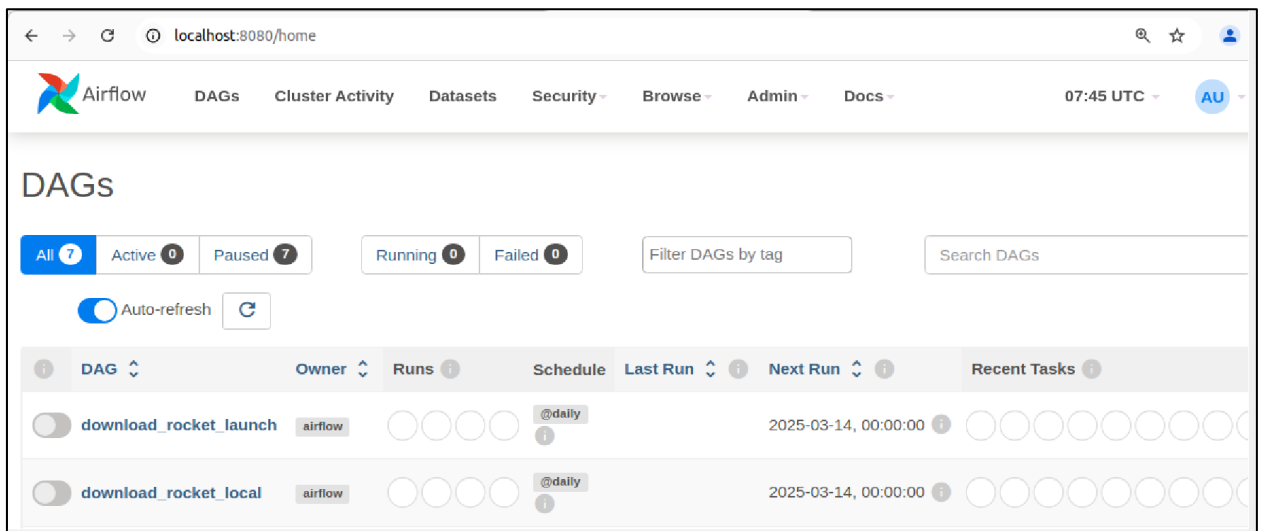 localhost:8080/home
Airflow DAGs Cluster Activity Datasets Security Browse Admin Docs 07:45 UTC AU
DAGs
All 7 Active 0 Paused 7 Running 0 Failed 0 Filter DAGs by tag Search DAGs
Auto-refresh
DAG Owner Runs Schedule Last Run Next Run Recent Tasks
download_rocket_launch airflow @daily 2025-03-14, 00:00:00
download_rocket_local airflow @daily 2025-03-14, 00:00:00